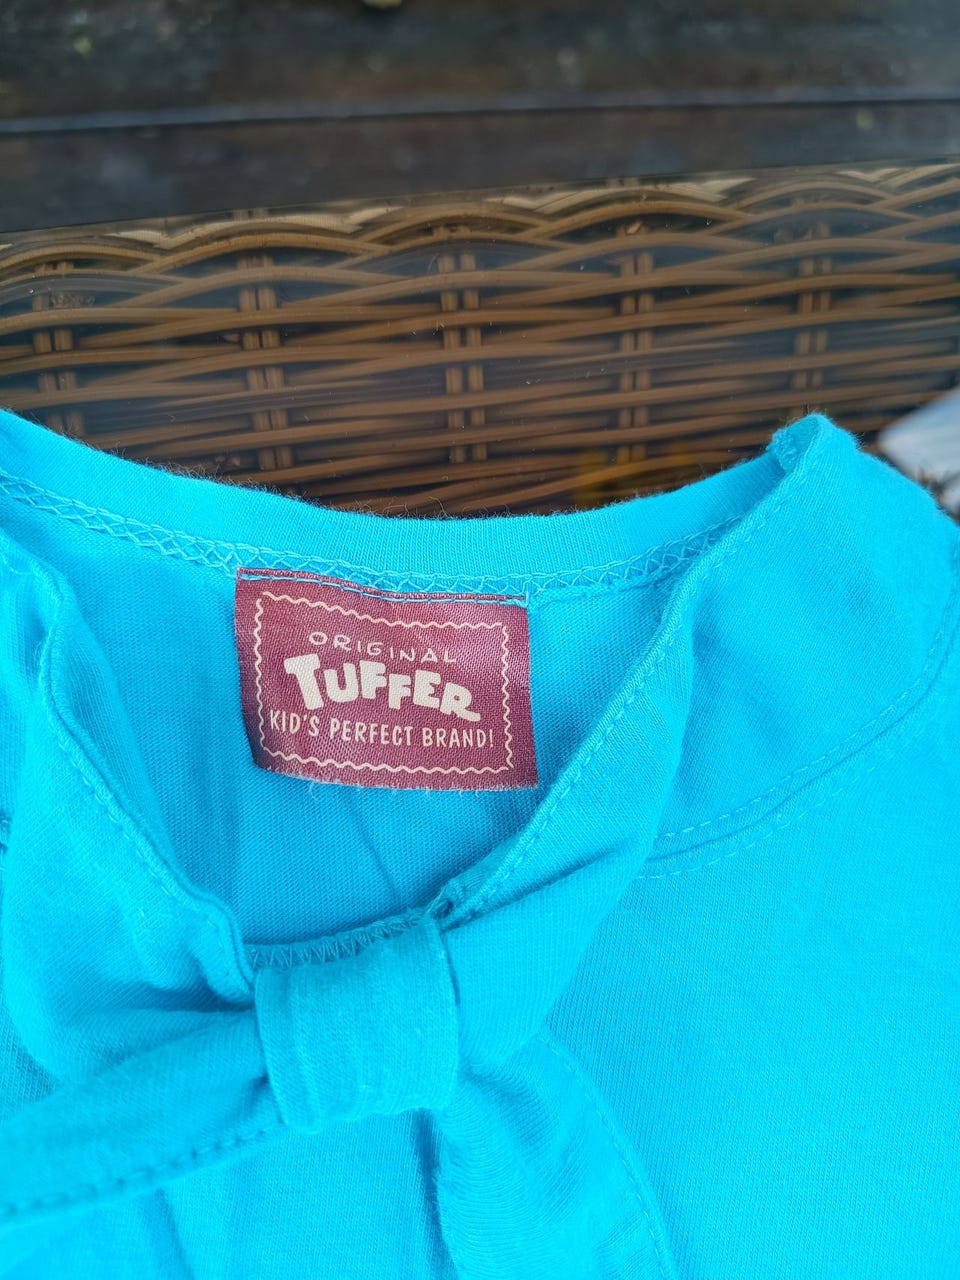 ORIGINAL
TUFFER
KID'S PERFECT BRAND!